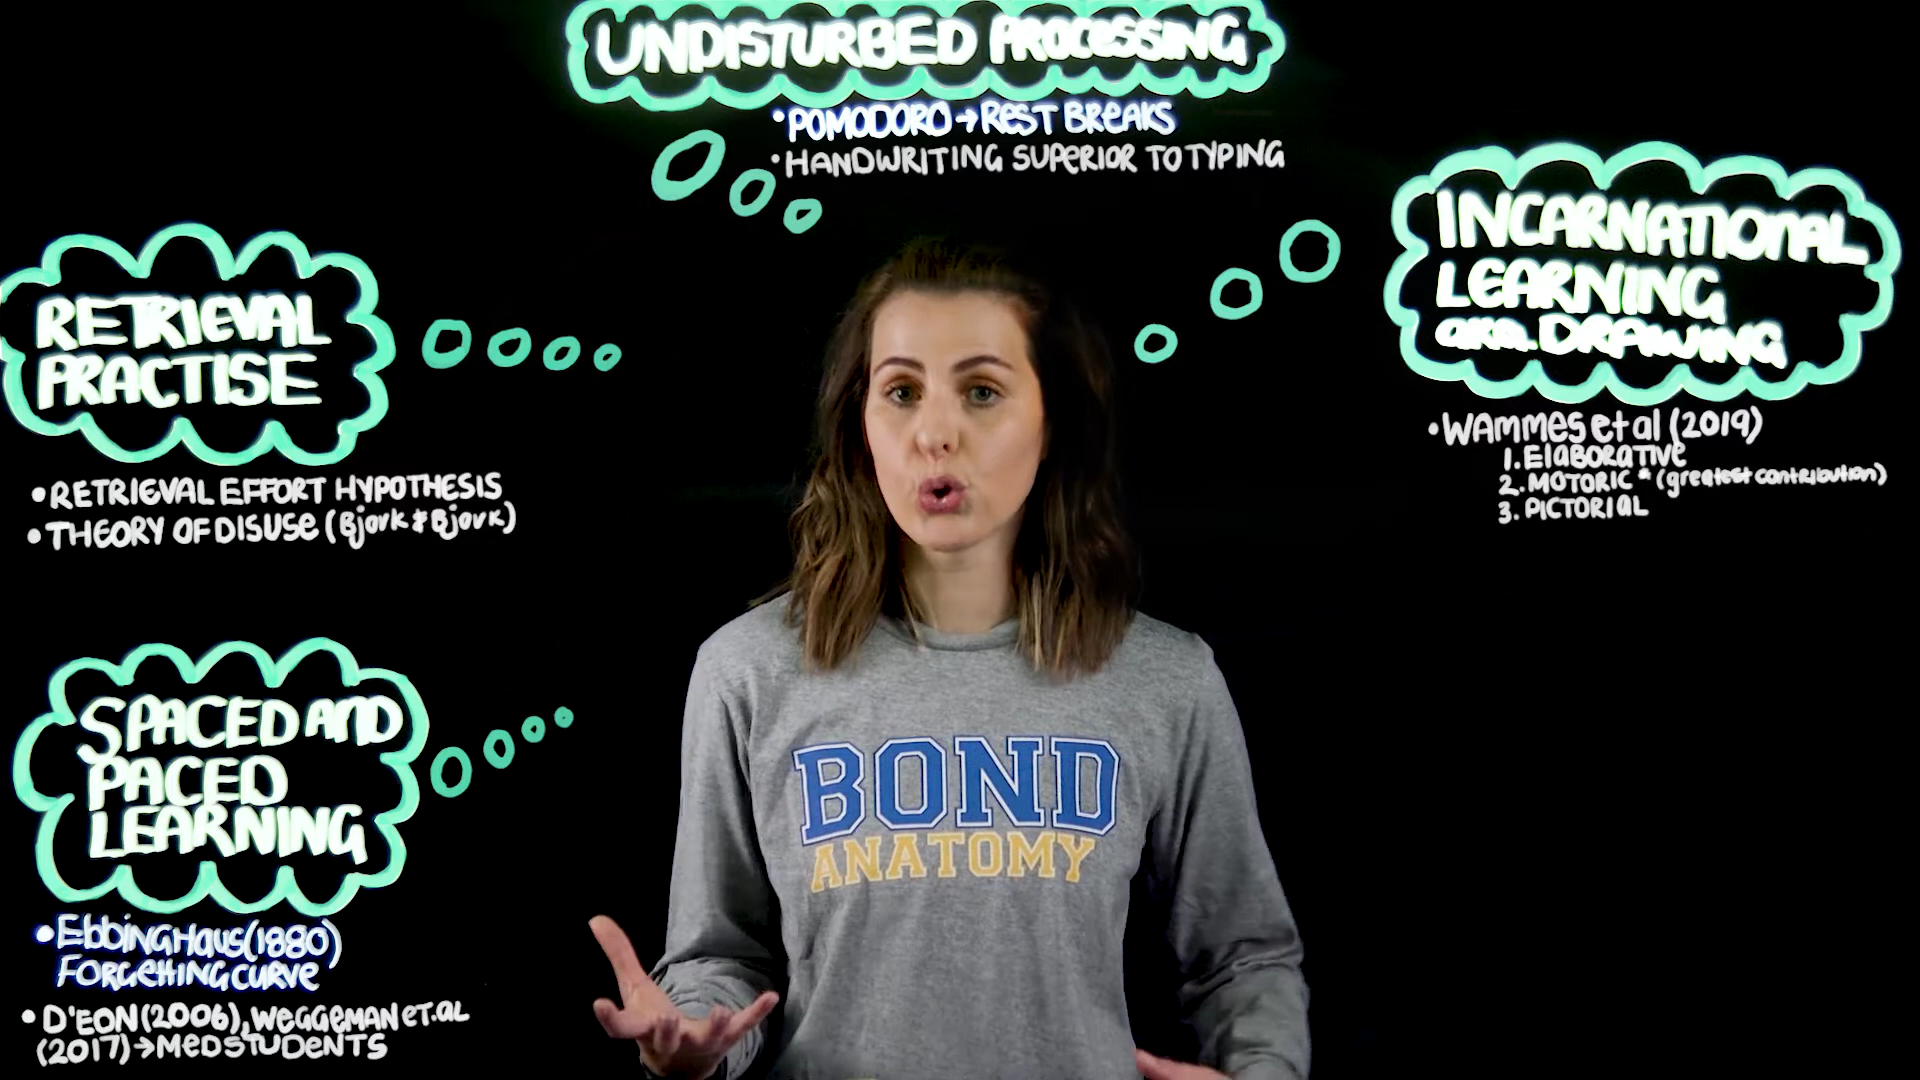 UNDISTURBED PROCESSING
• POMODORO → REST BREAKS
• HANDWRITING SUPERIOR TO TYPING
RETRIEVAL
PRACTISE
• RETRIEVAL EFFORT HYPOTHESIS
• THEORY OF DISUSE (Bjork & Bjork)
SPACED AND
PACED
LEARNING
• EbbingHaus (1880)
FORGETTING CURVE
• D'EON (2006), WEGGEMAN ET.AL
(2017) → MED STUDENTS
INCARNATIONAL
LEARNING
aka. DRAWING
• WAMMES et al (2019)
1. ELABORATIVE
2. MOTORIC * (greatest contribution)
3. PICTORIAL
BOND
ANATOMY